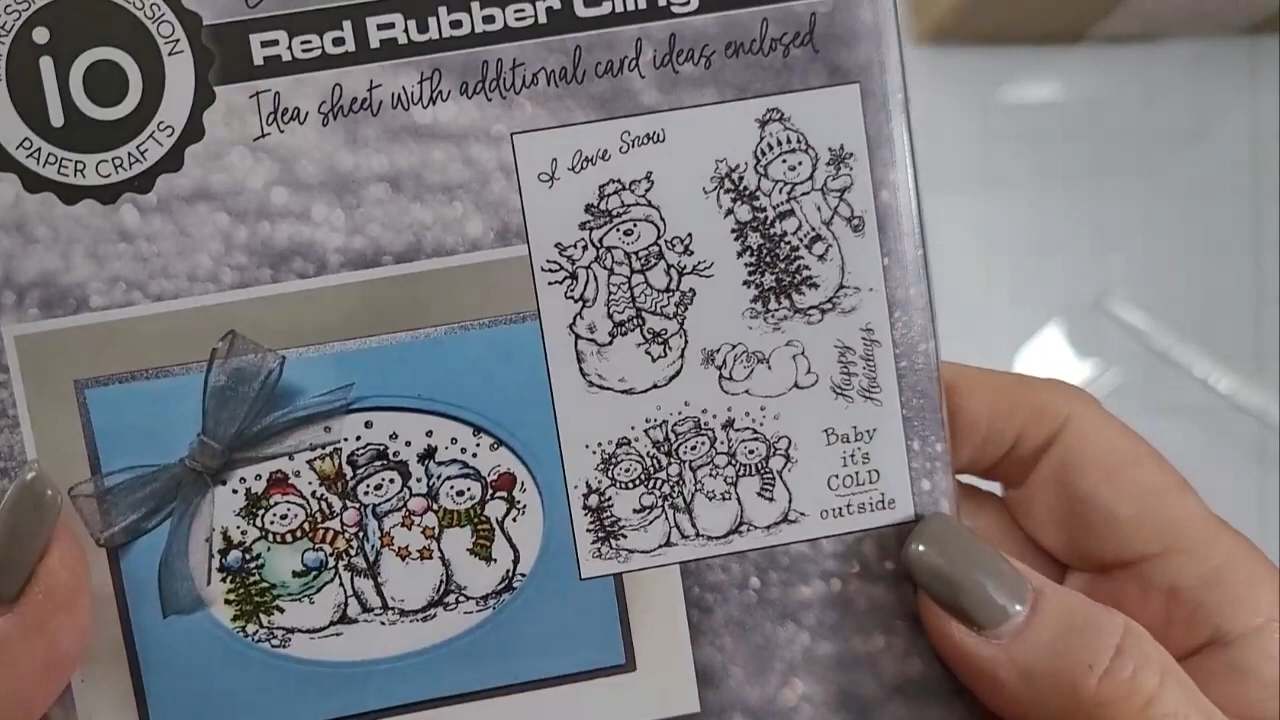 io
PAPER CRAFTS
Red Rubber Cling
Idea sheet with additional card ideas enclosed
I love Snow
Happy
Holidays
Baby
it's
COLD
outside